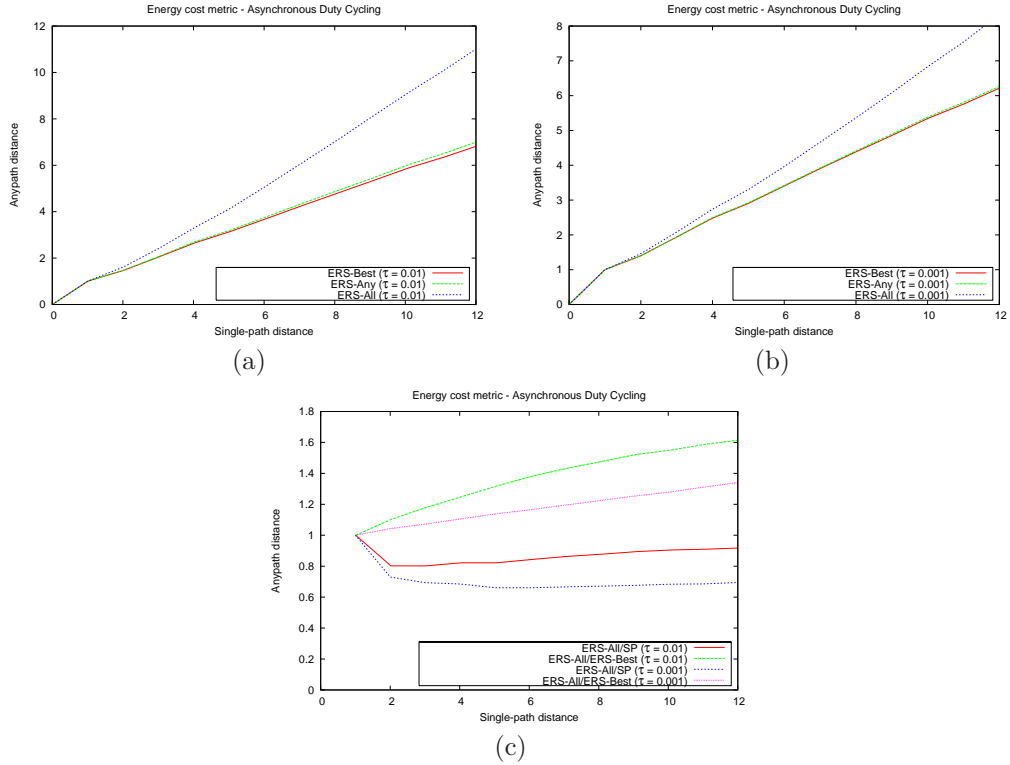 Energy cost metric - Asynchronous Duty Cycling
12
10
8
6
4
2
0
Anypath distance
ERS-Best (τ = 0.01)
ERS-Any (τ = 0.01)
ERS-All (τ = 0.01)
0 2 4 6 8 10 12
Single-path distance
(a)
Energy cost metric - Asynchronous Duty Cycling
8
7
6
5
4
3
2
1
0
Anypath distance
ERS-Best (τ = 0.001)
ERS-Any (τ = 0.001)
ERS-All (τ = 0.001)
0 2 4 6 8 10 12
Single-path distance
(b)
Energy cost metric - Asynchronous Duty Cycling
1.8
1.6
1.4
1.2
1
0.8
0.6
0.4
0.2
0
Anypath distance
ERS-All/SP (τ = 0.01)
ERS-All/ERS-Best (τ = 0.01)
ERS-All/SP (τ = 0.001)
ERS-All/ERS-Best (τ = 0.001)
0 2 4 6 8 10 12
Single-path distance
(c)